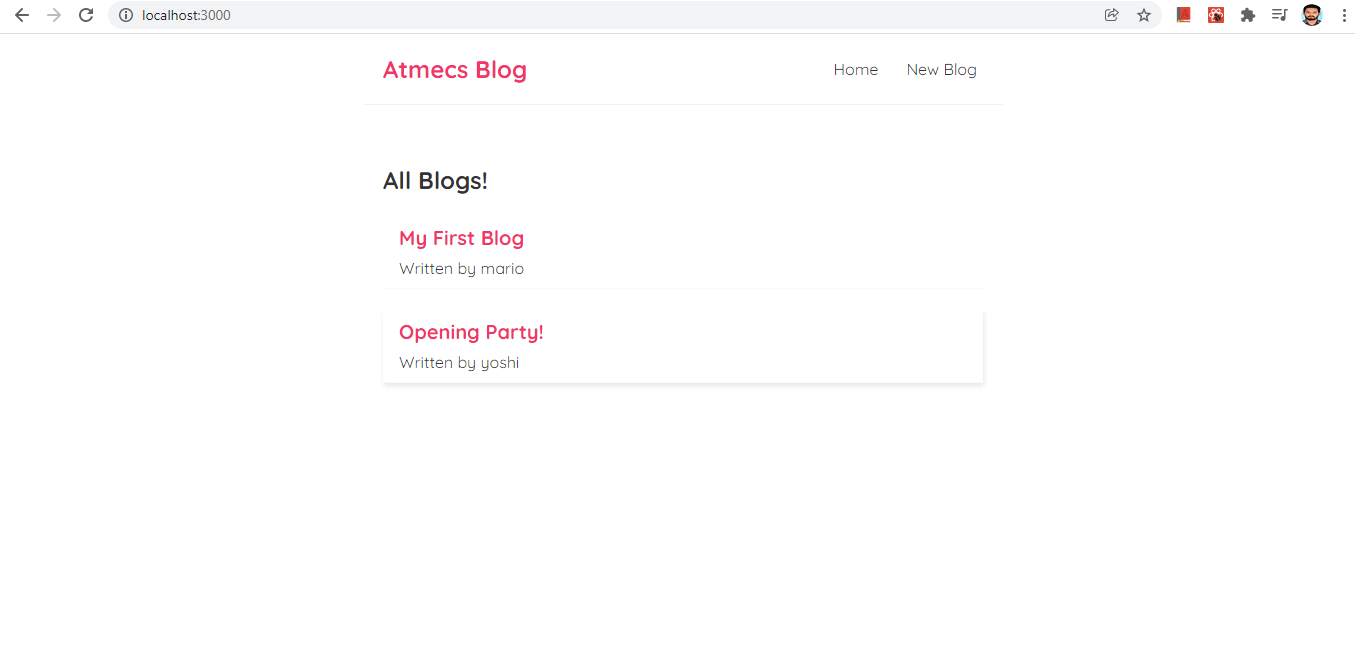 localhost:3000
Atmecs Blog
Home
New Blog
All Blogs!
My First Blog
Written by mario
Opening Party!
Written by yoshi